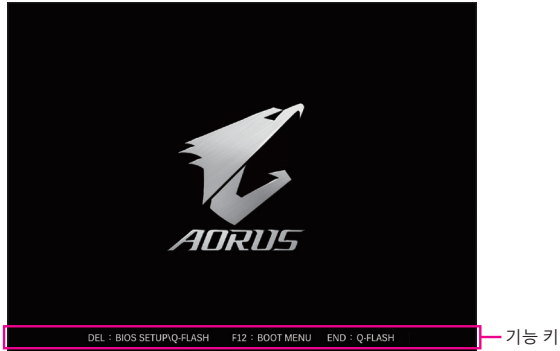 AORUS
DEL : BIOS SETUP\Q-FLASH F12 : BOOT MENU END : Q-FLASH
기능 키